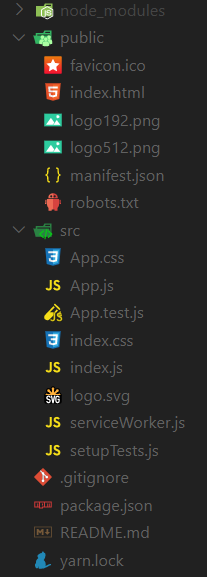 node_modules
public
favicon.ico
index.html
logo192.png
logo512.png
manifest.json
robots.txt
src
App.css
App.js
App.test.js
index.css
index.js
logo.svg
serviceWorker.js
setupTests.js
.gitignore
package.json
README.md
yarn.lock